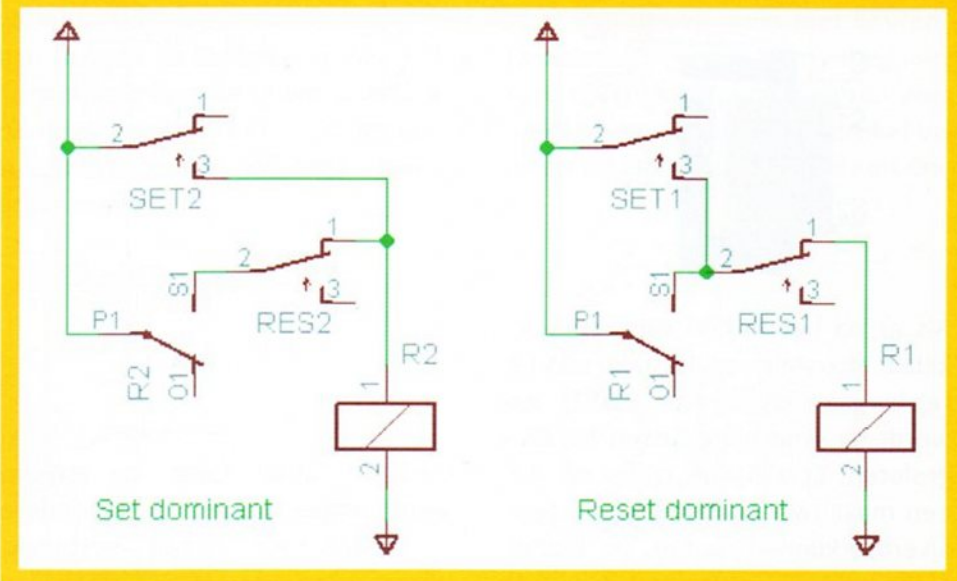 1
2
3
SET2
1
2
3
S1
RES2
P1
R2
O1
R2
1
2
Set dominant
1
2
3
SET1
1
2
3
S1
RES1
P1
R1
O1
R1
1
2
Reset dominant